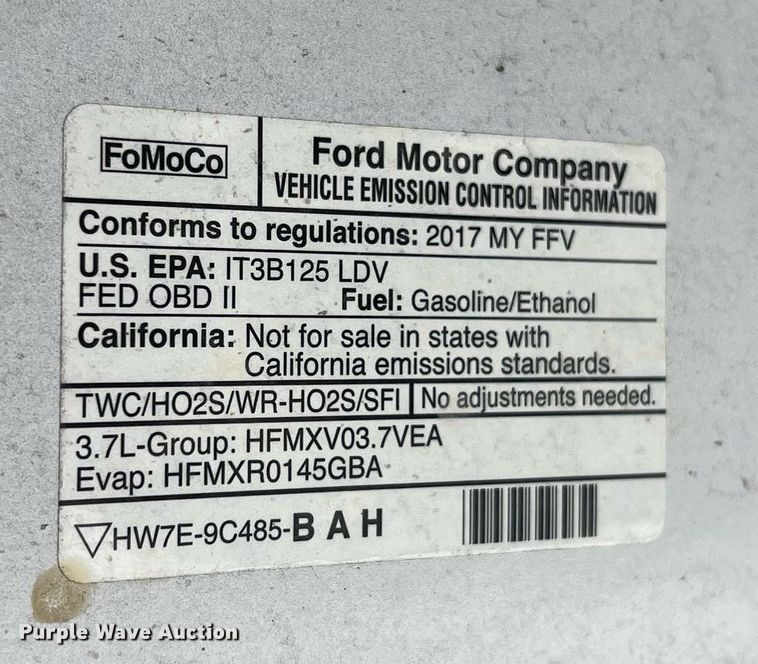 FoMoCo
Ford Motor Company
VEHICLE EMISSION CONTROL INFORMATION
Conforms to regulations: 2017 MY FFV
U.S. EPA: IT3B125 LDV
FED OBD II Fuel: Gasoline/Ethanol
California: Not for sale in states with
California emissions standards.
TWC/HO2S/WR-HO2S/SFI No adjustments needed.
3.7L-Group: HFMXV03.7VEA
Evap: HFMXR0145GBA
HW7E-9C485-B A H
Purple Wave Auction